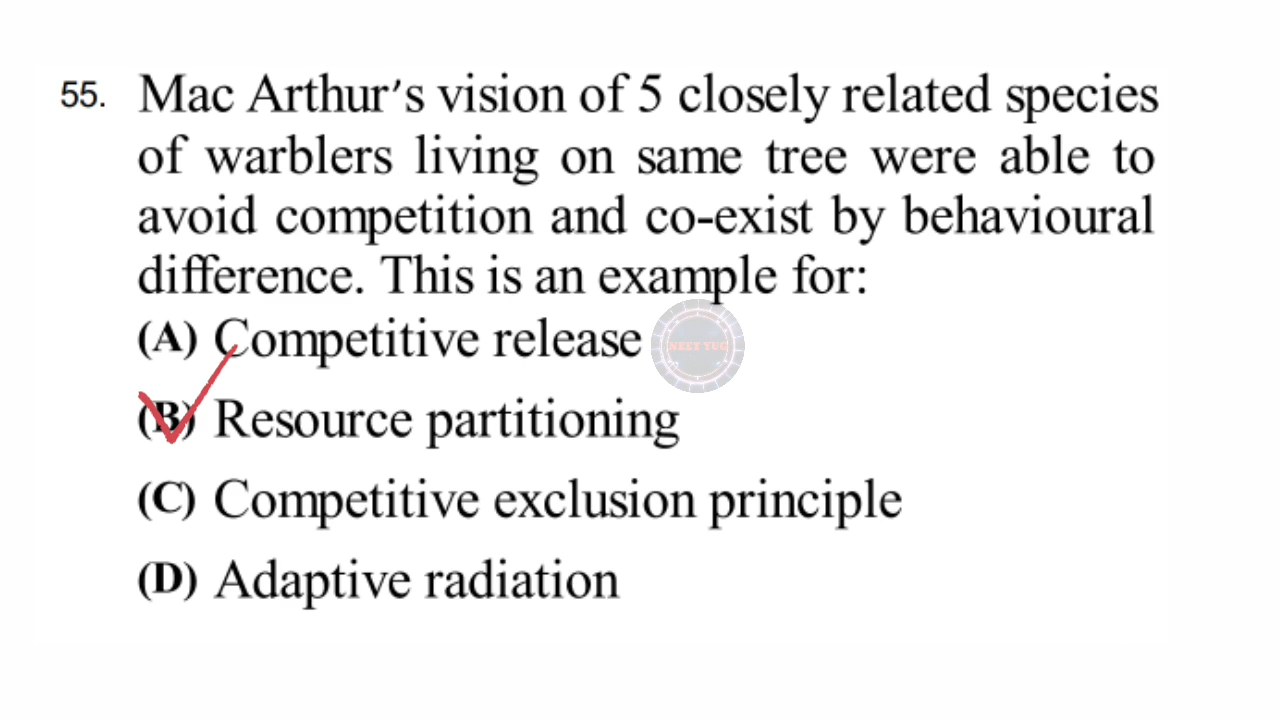 55. Mac Arthur's vision of 5 closely related species
of warblers living on same tree were able to
avoid competition and co-exist by behavioural
difference. This is an example for:
(A) Competitive release
NEET YUG
(B) Resource partitioning
(C) Competitive exclusion principle
(D) Adaptive radiation